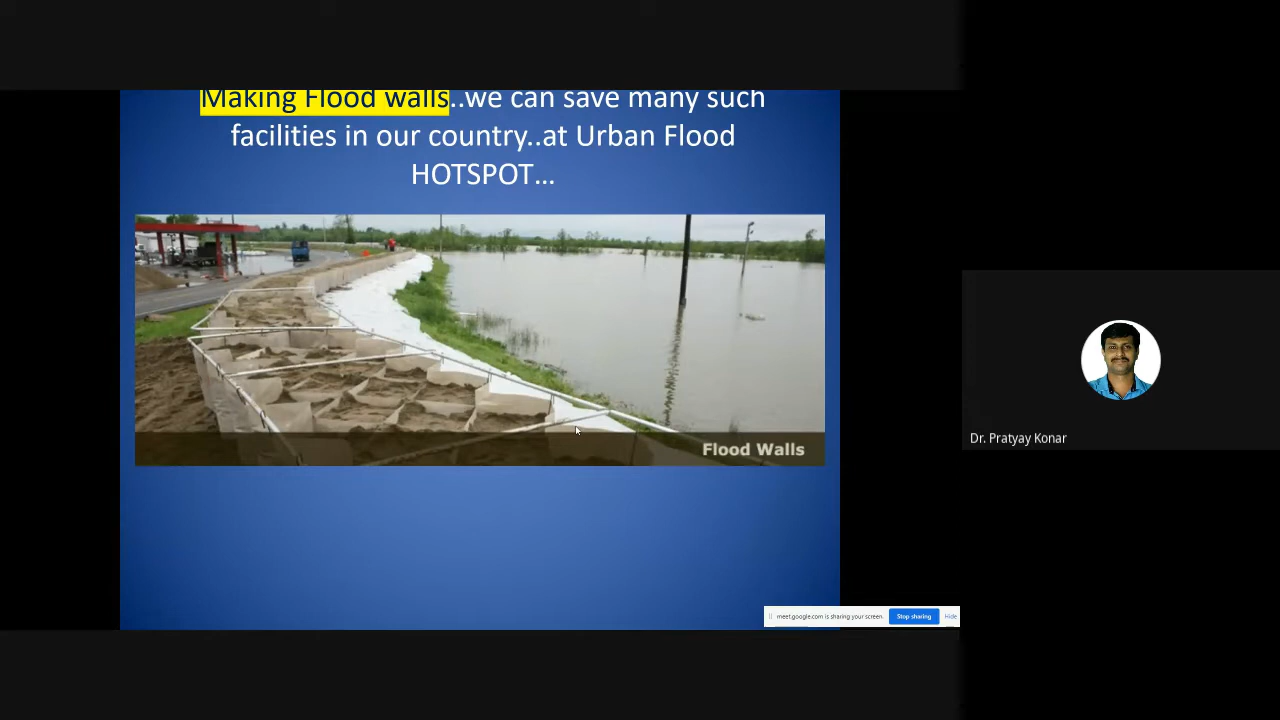 Making Flood walls..we can save many such
facilities in our country..at Urban Flood
HOTSPOT...
Flood Walls
Dr. Pratyay Konar
meet.google.com is sharing your screen.
Stop sharing
Hide